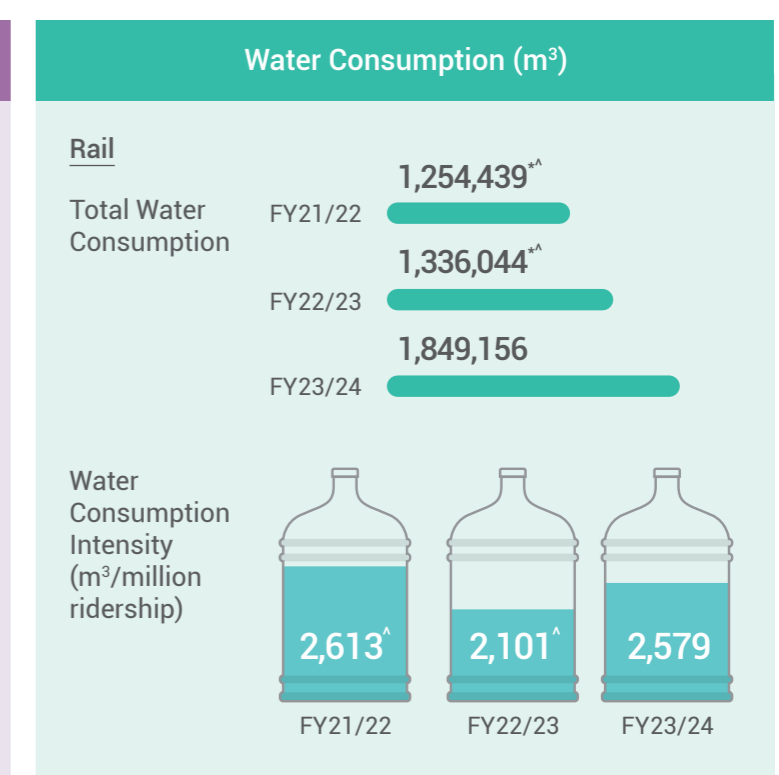 Water Consumption (m³)
Rail
Total Water
Consumption
FY21/22
1,254,439*^
FY22/23
1,336,044*^
FY23/24
1,849,156
Water
Consumption
Intensity
(m³/million
ridership)
2,613^
2,101^
2,579
FY21/22
FY22/23
FY23/24